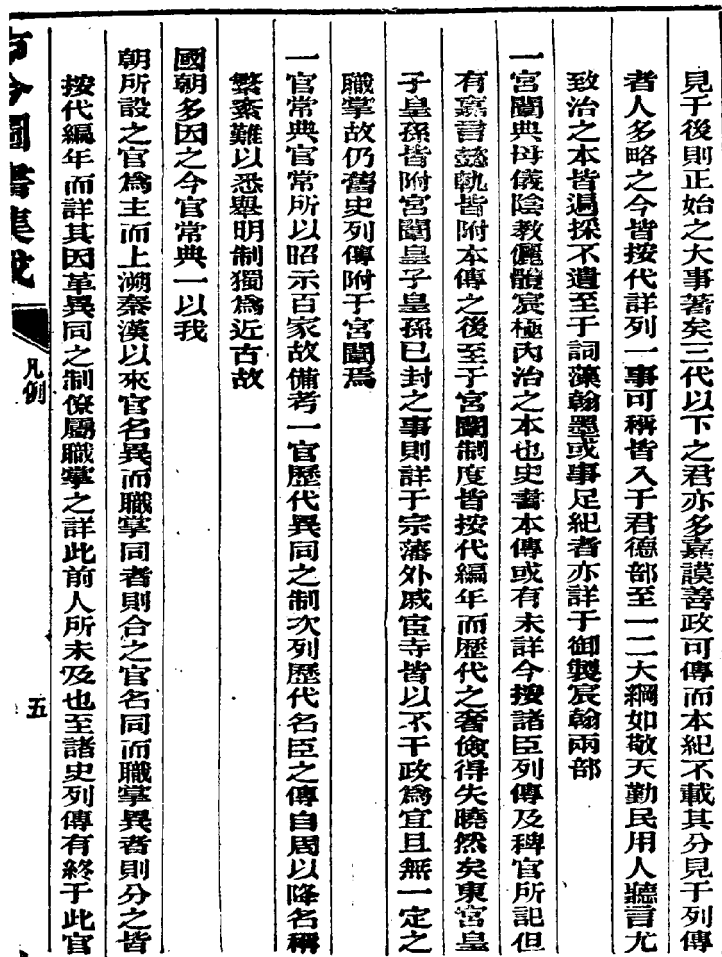 見于後則正始之大事著矣三代以下之君亦多嘉謨善政可傳而本紀不載其分見于列傳
者人多略之今皆按代詳列一事可稱皆入于君德部至一二大綱如敬天勤民用人聽言尤
致治之本皆遍採不遺至于詞藻翰墨或事足紀者亦詳于御製宸翰兩部
一宮闈典母儀陰教儷體宸極內治之本也史書本傳或有未詳今按諸臣列傳及稗官所記但
有嘉言懿軌皆附本傳之後至于宮闈制度皆按代編年而歷代之奢儉得失曉然矣東宮皇
子皇孫皆附宮闈皇子皇孫已封之事則詳于宗藩外戚宦寺皆以不干政為宜且無一定之
職掌故仍舊史列傳附于宮闈焉
一官常典官常所以昭示百家故備考一官歷代異同之制次列歷代名臣之傳自周以降名稱
繁紊難以悉舉明制獨為近古故
國朝多因之今官常典一以我
朝所設之官為主而上溯秦漢以來官名異而職掌同者則合之官名同而職掌異者則分之皆
按代編年而詳其因革異同之制僚屬職掌之詳此前人所未及也至諸史列傳有終于此官
古今圖書集成
凡例
五